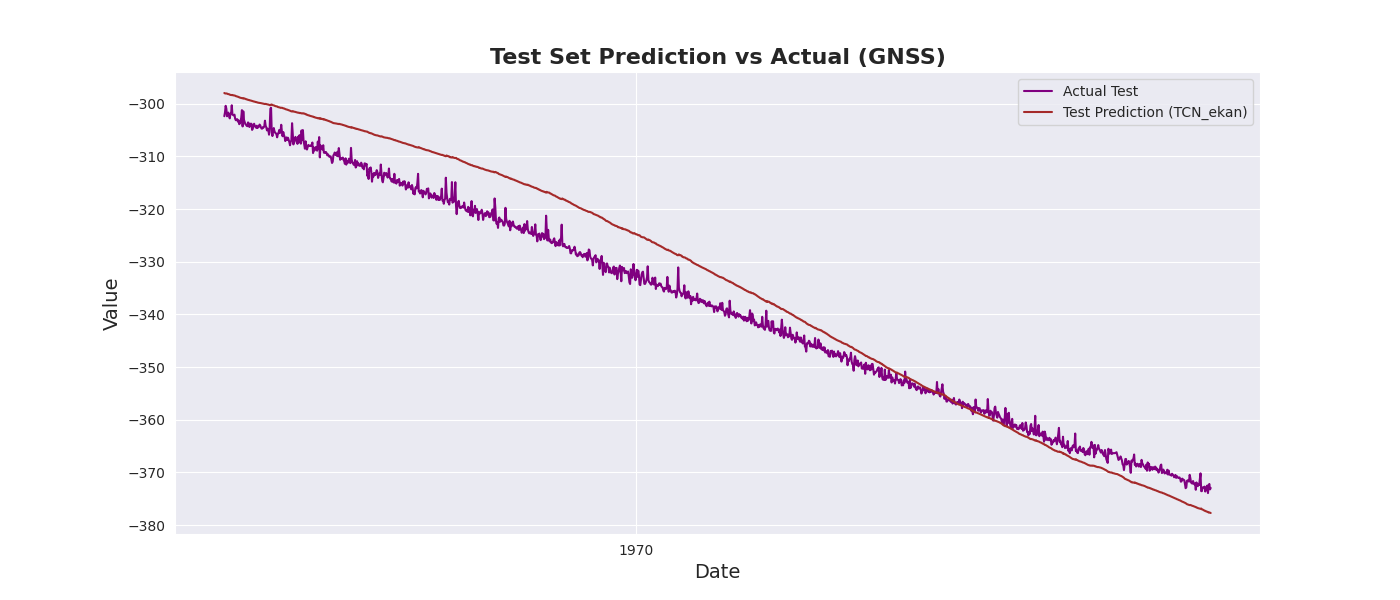 Test Set Prediction vs Actual (GNSS)
Actual Test
Test Prediction (TCN_ekan)
Value
−300
−310
−320
−330
−340
−350
−360
−370
−380
1970
Date